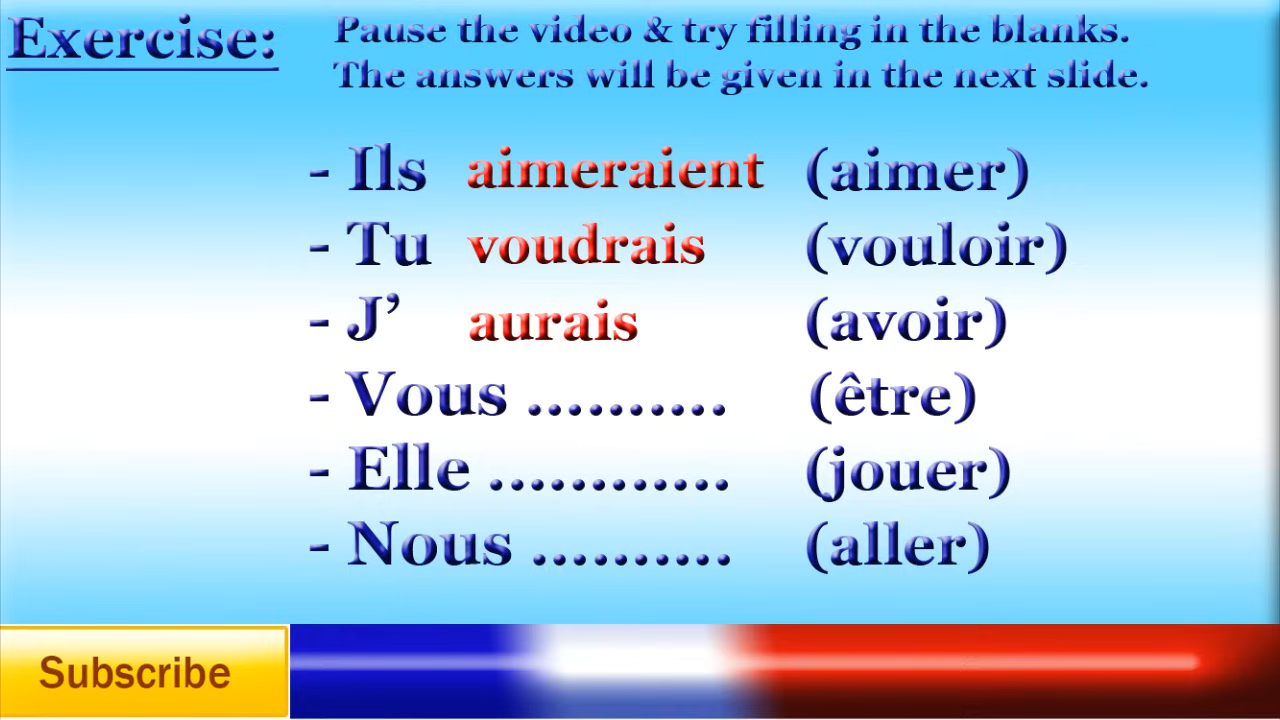 Exercise: Pause the video & try filling in the blanks.
The answers will be given in the next slide.
- Ils aimeraient (aimer)
- Tu voudrais (vouloir)
- J’ aurais (avoir)
- Vous .......... (être)
- Elle ............ (jouer)
- Nous .......... (aller)
Subscribe